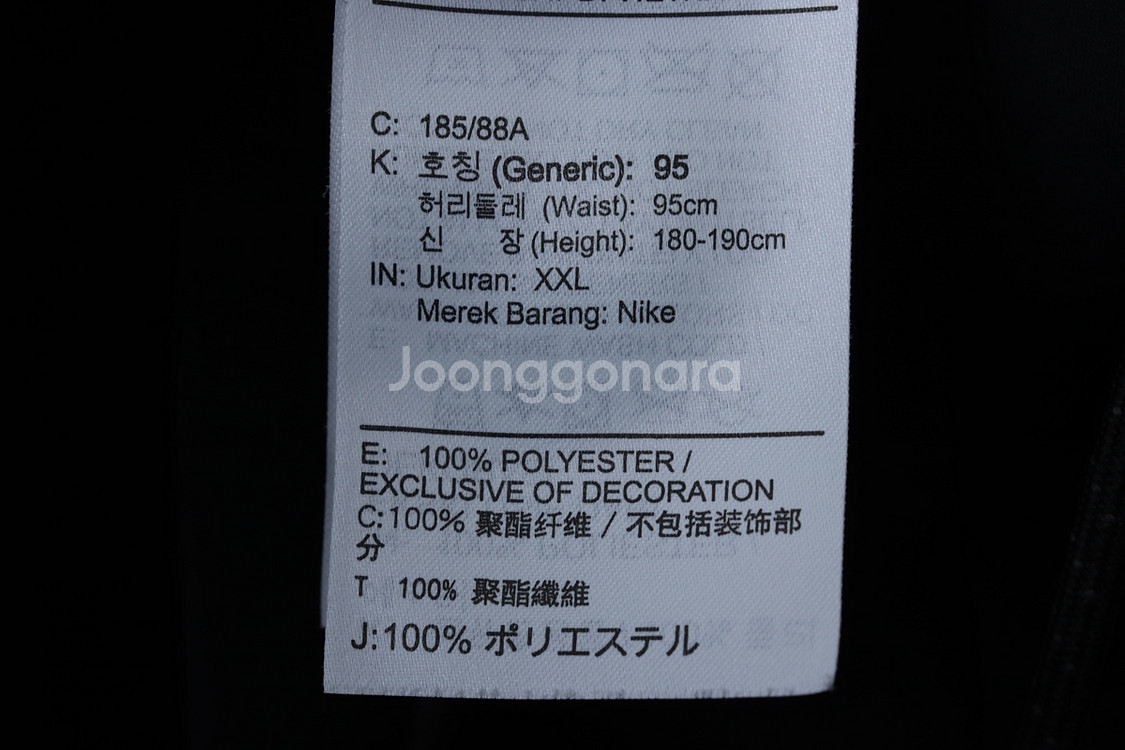 C: 185/88A
K: 호칭 (Generic): 95
허리둘레 (Waist): 95cm
신 장 (Height): 180-190cm
IN: Ukuran: XXL
Merek Barang: Nike
Joonggonara
E: 100% POLYESTER /
EXCLUSIVE OF DECORATION
C:100% 聚酯纤维 / 不包括装饰部
分
T 100% 聚酯纖維
J:100% ポリエステル